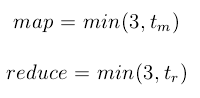 map = min(3, t_m)
reduce = min(3, t_r)